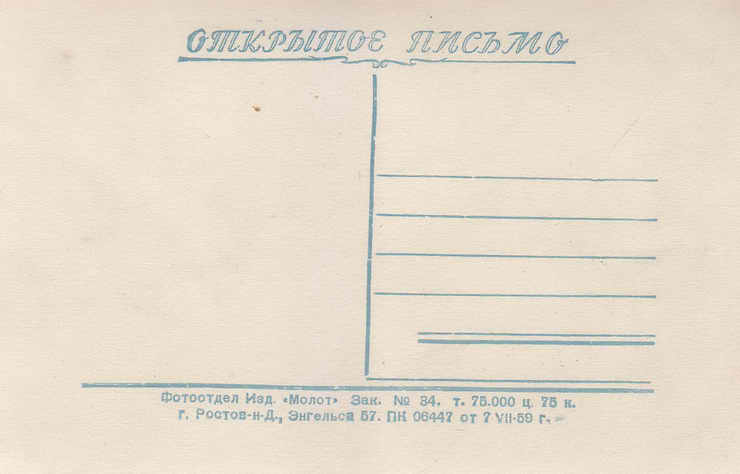 ОТКРЫТОЕ ПИСЬМО
Фотоотдел Изд. «Молот» Зак. № 34. т. 75.000 ц. 75 к.
г. Ростов-н-Д., Энгельса 57. ПК 06447 от 7 VII-59 г.